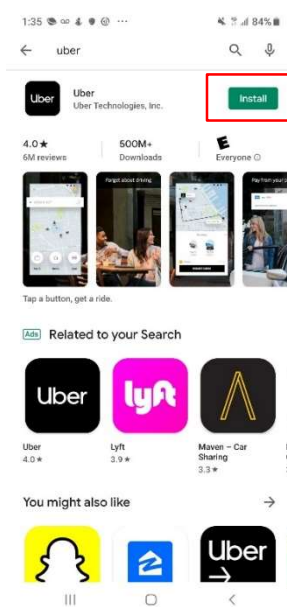 1:35
84%
uber
Uber
Uber
Uber Technologies, Inc.
Install
4.0★
500M+
E
6M reviews
Downloads
Everyone
Forget about driving
Pay from your
Tap a button, get a ride.
Ads Related to your Search
Uber
lyft
Uber
4.0★
Lyft
3.9★
Maven – Car
Sharing
3.3★
You might also like
Uber